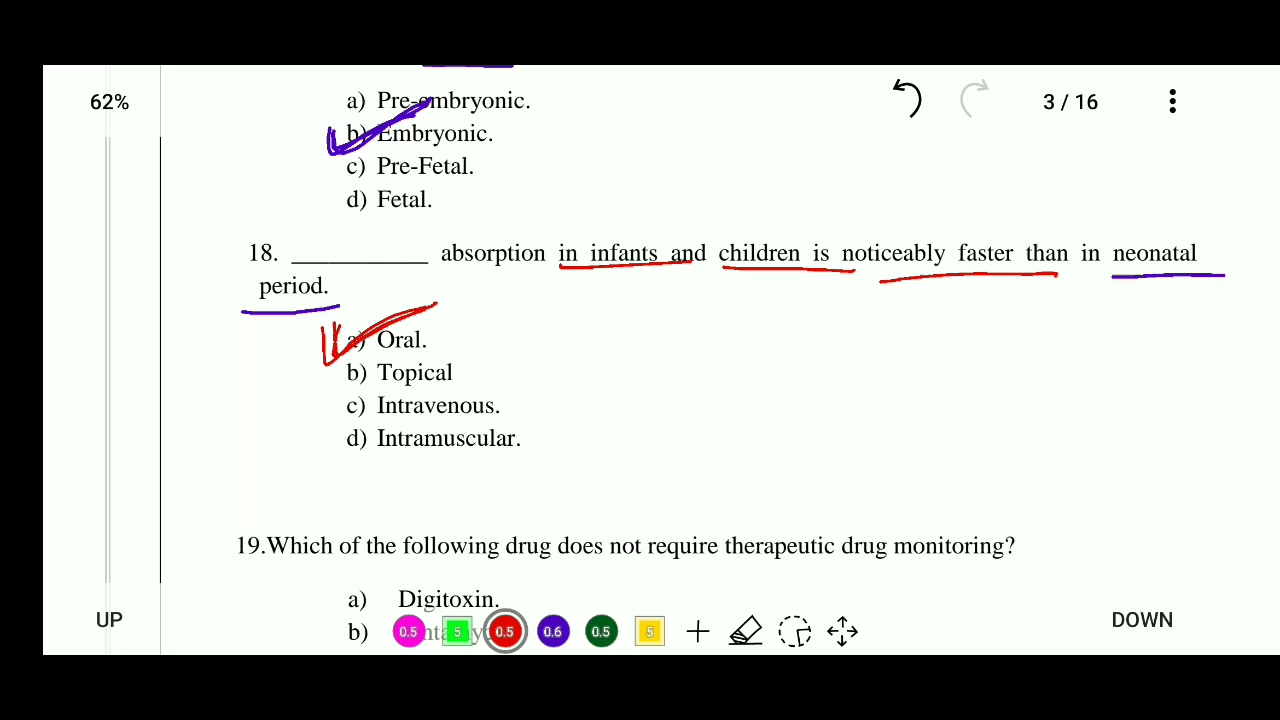 a) Pre-embryonic.
62%
3 / 16
b) Embryonic.
c) Pre-Fetal.
d) Fetal.
18. ___________ absorption in infants and children is noticeably faster than in neonatal
period.
a) Oral.
b) Topical
c) Intravenous.
d) Intramuscular.
19.Which of the following drug does not require therapeutic drug monitoring?
a) Digitoxin.
UP
DOWN
b)
0.5 5 0.5 0.6 0.5 5